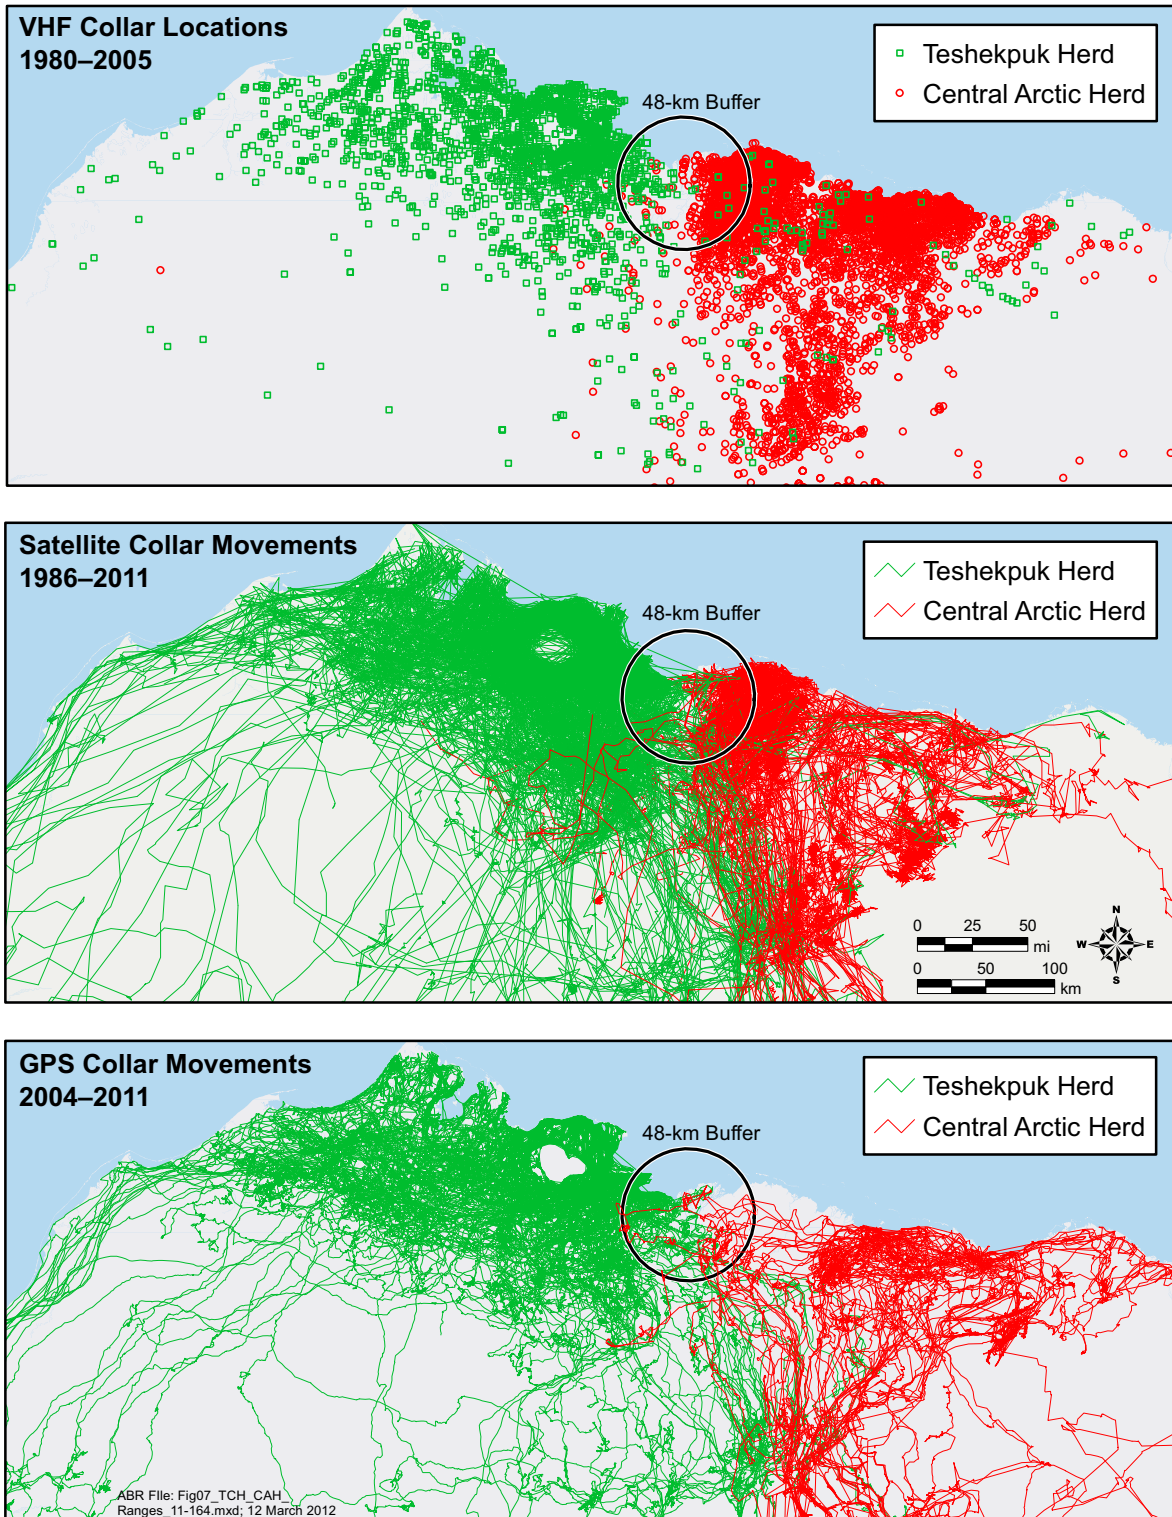 VHF Collar Locations
1980–2005
48-km Buffer
Teshekpuk Herd
Central Arctic Herd
Satellite Collar Movements
1986–2011
48-km Buffer
Teshekpuk Herd
Central Arctic Herd
0 25 50
mi
0 50 100
km
N
W E
S
GPS Collar Movements
2004–2011
48-km Buffer
Teshekpuk Herd
Central Arctic Herd
ABR FIle: Fig07_TCH_CAH_
Ranges_11-164.mxd; 12 March 2012